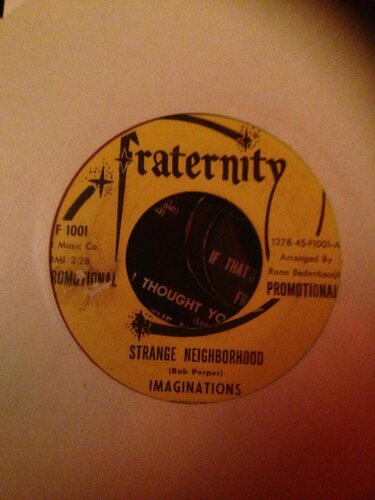 Fraternity
F 1001
Music Co
BMI 2:28
PROMOTIONAL
1278-45-F1001-A
Arranged By
Ronn Bedenbaugh
PROMOTIONAL
IF THAT'S
I THOUGHT YO
STRANGE NEIGHBORHOOD
(Bob Perper)
IMAGINATIONS